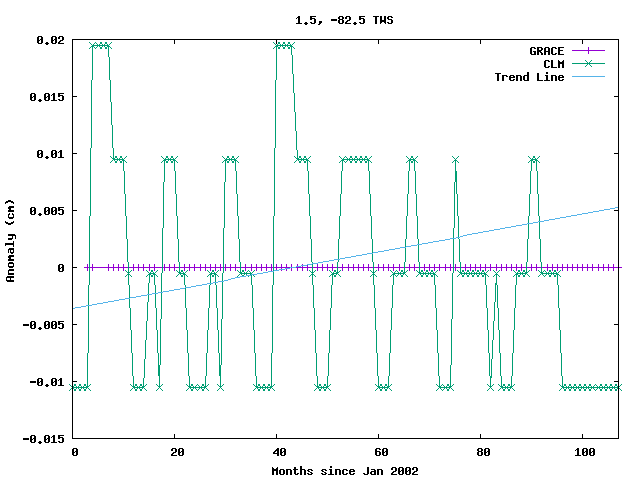 1.5, -82.5 TWS
GRACE
CLM
Trend Line
0.02
0.015
0.01
0.005
0
-0.005
-0.01
-0.015
Anomaly (cm)
0 20 40 60 80 100
Months since Jan 2002